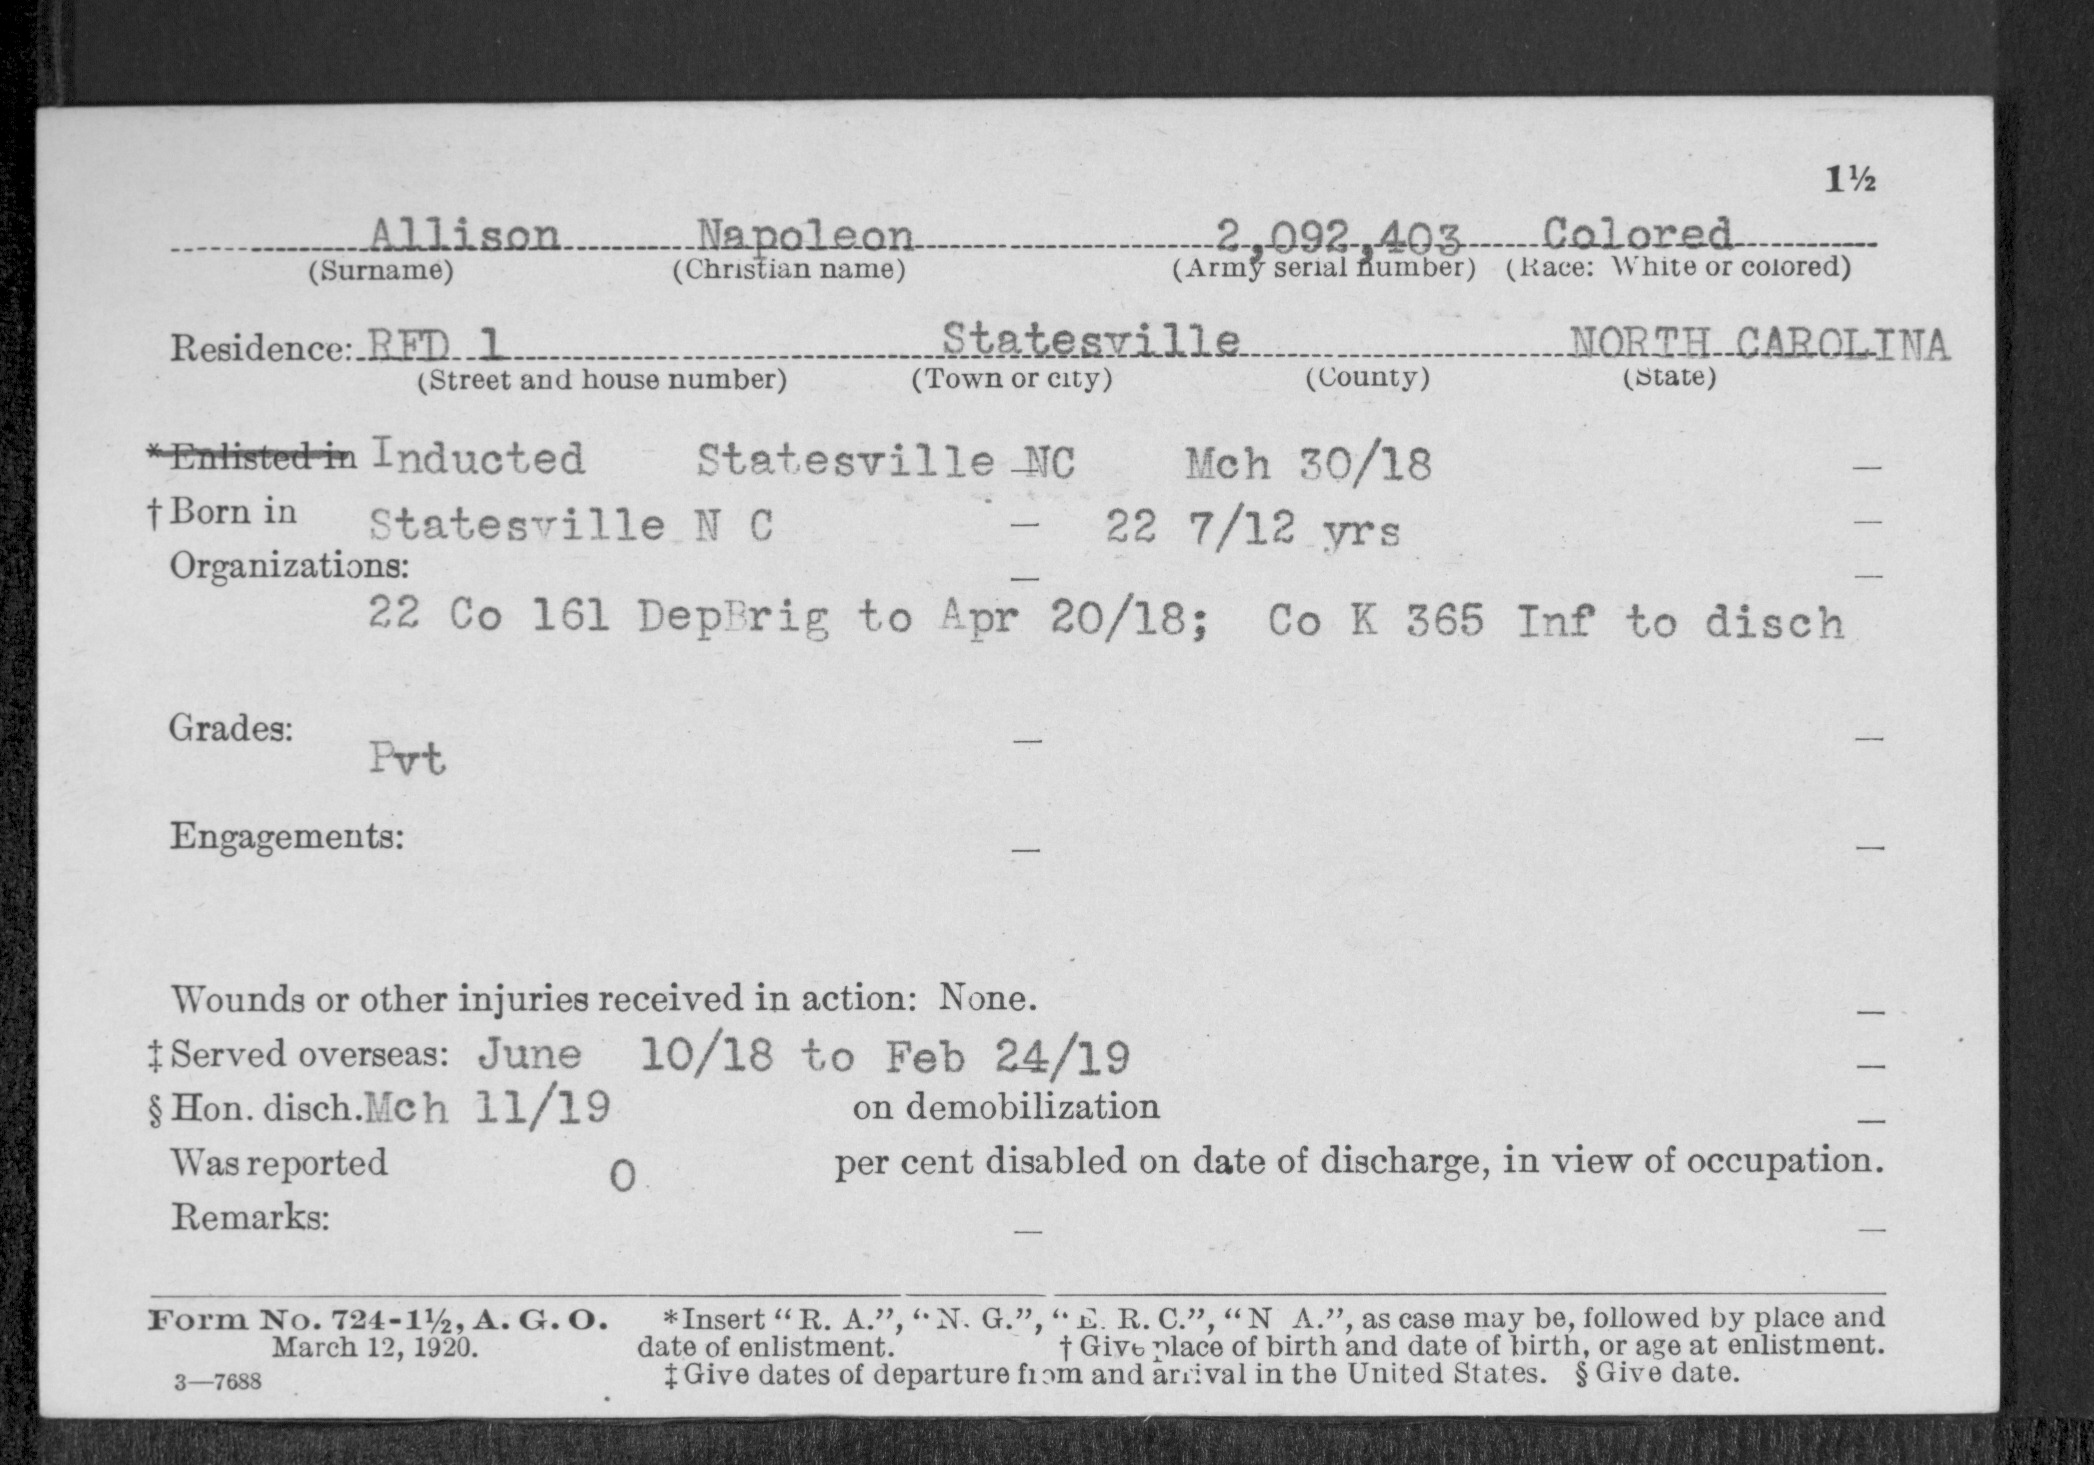 1½
Allison Napoleon 2,092,403 Colored
(Surname) (Christian name) (Army serial number) (Race: White or colored)
Residence: RFD 1 Statesville NORTH CAROLINA
(Street and house number) (Town or city) (County) (State)
*Enlisted in Inducted Statesville NC Mch 30/18 —
† Born in Statesville N C — 22 7/12 yrs —
Organizations: — —
22 Co 161 DepBrig to Apr 20/18; Co K 365 Inf to disch
Grades: — —
Pvt
Engagements: — —
Wounds or other injuries received in action: None. —
‡ Served overseas: June 10/18 to Feb 24/19 —
§ Hon. disch. Mch 11/19 on demobilization —
Was reported 0 per cent disabled on date of discharge, in view of occupation.
Remarks: — —
Form No. 724-1½, A. G. O. *Insert “R. A.”, “N. G.”, “E. R. C.”, “N A.”, as case may be, followed by place and
March 12, 1920. date of enlistment. † Give place of birth and date of birth, or age at enlistment.
3—7688 ‡ Give dates of departure from and arrival in the United States. § Give date.